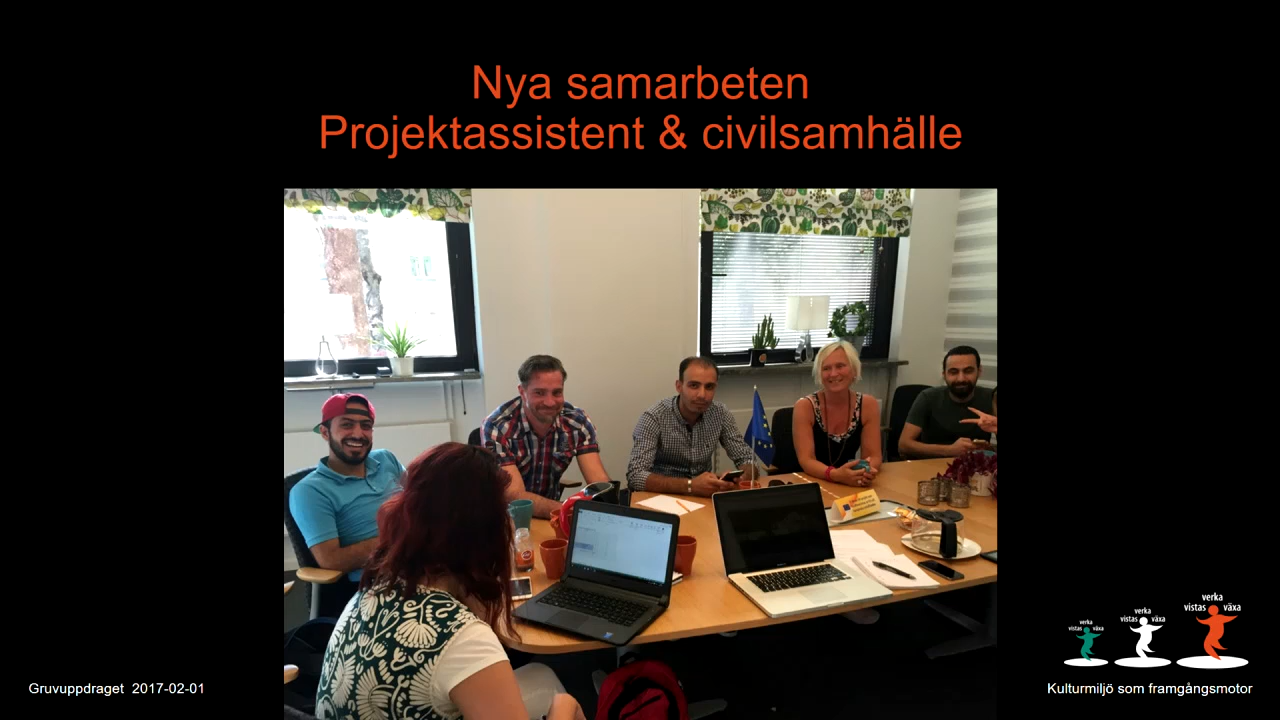 Nya samarbeten
Projektassistent & civilsamhälle
verka
vistas växa
verka
vistas växa
verka
vistas växa
Gruvuppdraget 2017-02-01
Kulturmiljö som framgångsmotor